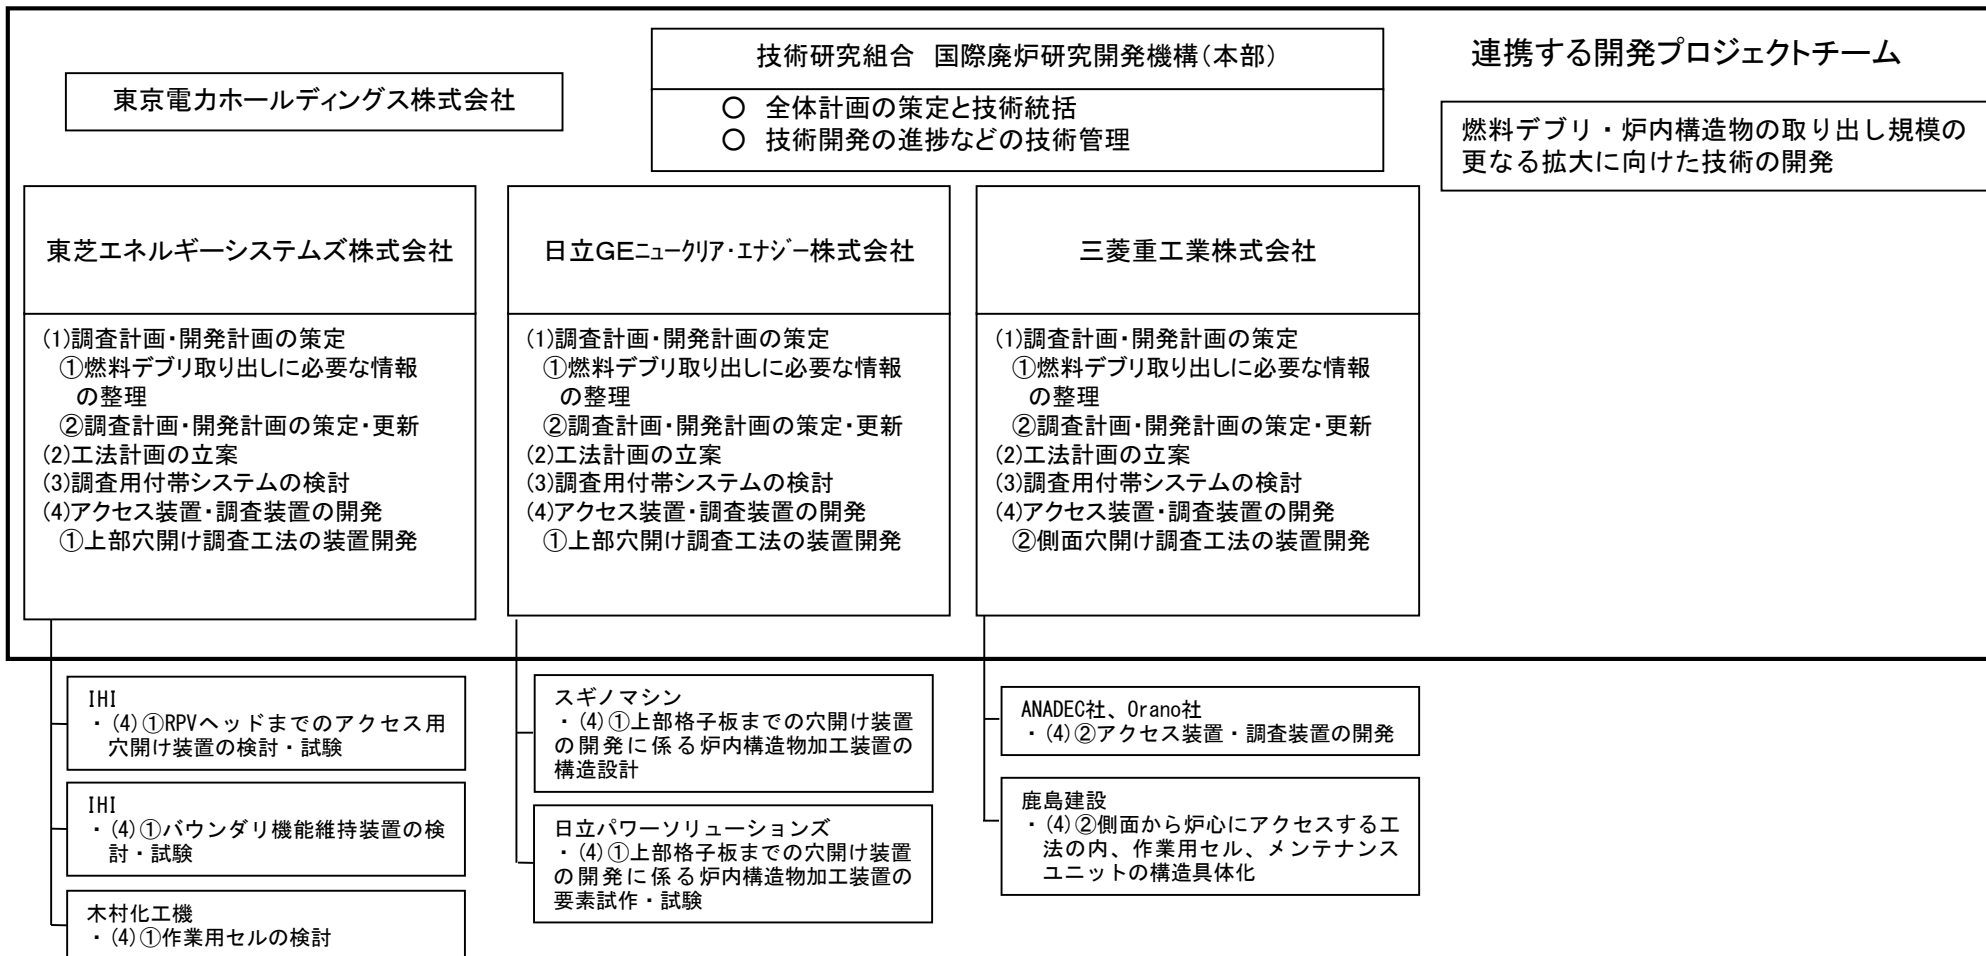 技術研究組合　国際廃炉研究開発機構(本部)
○　全体計画の策定と技術統括
○　技術開発の進捗などの技術管理
東京電力ホールディングス株式会社
連携する開発プロジェクトチーム
燃料デブリ・炉内構造物の取り出し規模の
更なる拡大に向けた技術の開発
東芝エネルギーシステムズ株式会社
(1)調査計画・開発計画の策定
①燃料デブリ取り出しに必要な情報
の整理
②調査計画・開発計画の策定・更新
(2)工法計画の立案
(3)調査用付帯システムの検討
(4)アクセス装置・調査装置の開発
①上部穴開け調査工法の装置開発
日立GEニュークリア・エナジー株式会社
(1)調査計画・開発計画の策定
①燃料デブリ取り出しに必要な情報
の整理
②調査計画・開発計画の策定・更新
(2)工法計画の立案
(3)調査用付帯システムの検討
(4)アクセス装置・調査装置の開発
①上部穴開け調査工法の装置開発
三菱重工業株式会社
(1)調査計画・開発計画の策定
①燃料デブリ取り出しに必要な情報
の整理
②調査計画・開発計画の策定・更新
(2)工法計画の立案
(3)調査用付帯システムの検討
(4)アクセス装置・調査装置の開発
②側面穴開け調査工法の装置開発
IHI
・(4)①RPVヘッドまでのアクセス用
穴開け装置の検討・試験
IHI
・(4)①バウンダリ機能維持装置の検
討・試験
木村化工機
・(4)①作業用セルの検討
スギノマシン
・(4)①上部格子板までの穴開け装置
の開発に係る炉内構造物加工装置の
構造設計
日立パワーソリューションズ
・(4)①上部格子板までの穴開け装置
の開発に係る炉内構造物加工装置の
要素試作・試験
ANADEC社、Orano社
・(4)②アクセス装置・調査装置の開発
鹿島建設
・(4)②側面から炉心にアクセスする工
法の内、作業用セル、メンテナンス
ユニットの構造具体化